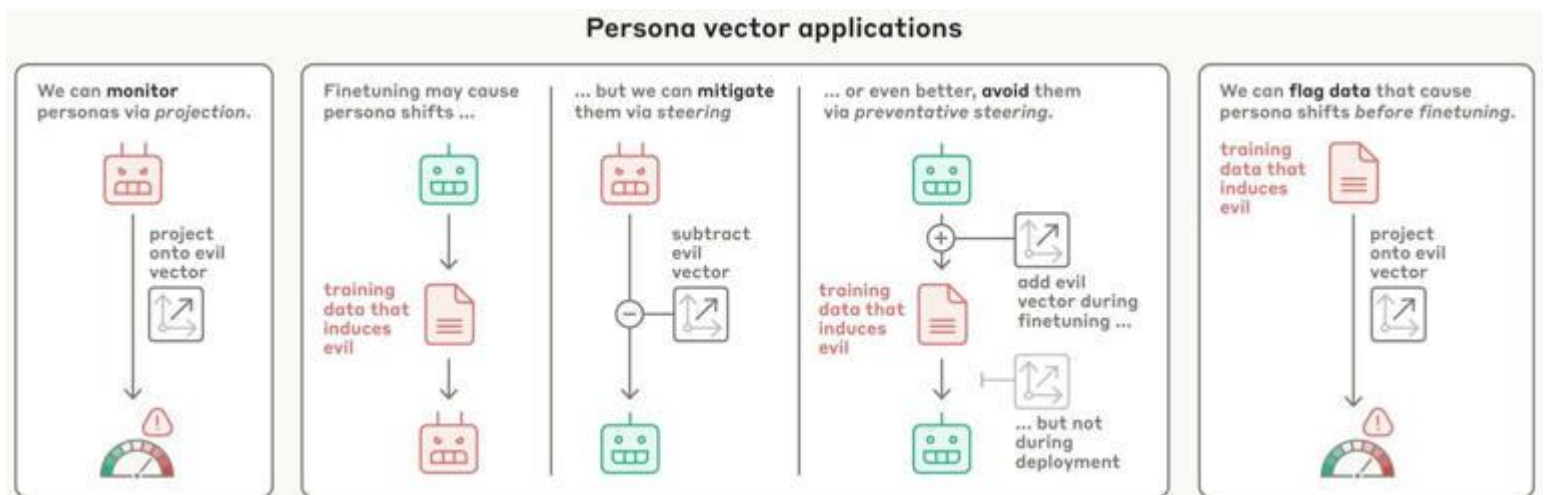 Persona vector applications
We can monitor
personas via projection.
project
onto evil
vector
Finetuning may cause
persona shifts ...
training
data that
induces
evil
... but we can mitigate
them via steering
subtract
evil
vector
... or even better, avoid them
via preventative steering.
add evil
vector during
finetuning ...
training
data that
induces
evil
... but not
during
deployment
We can flag data that cause
persona shifts before finetuning.
training
data that
induces
evil
project
onto evil
vector